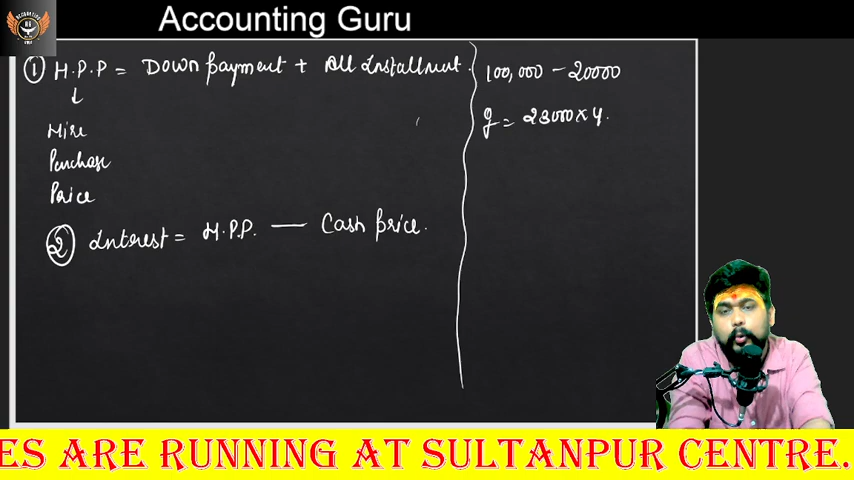 Accounting Guru
① H.P.P = Down payment + All Installment.
↓
Hire
Purchase
Price
② Interest = H.P.P. — Cash price.
100,000 - 20000
= 23000 × 4.
ES ARE RUNNING AT SULTANPUR CENTRE.